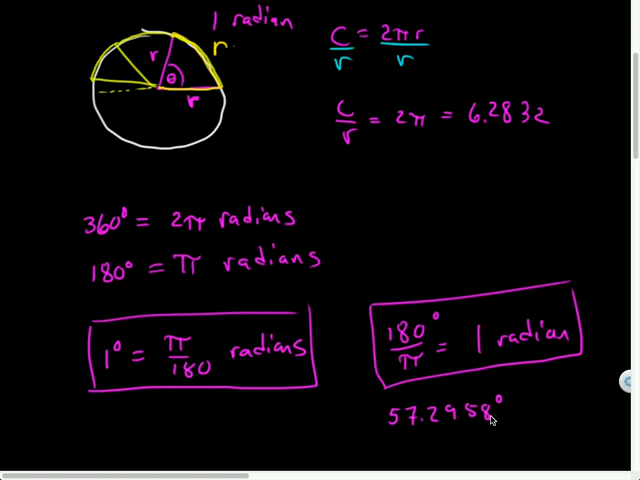 1 radian
r
r
θ
r
C/r = 2πr/r
C/r = 2π = 6.2832
360° = 2π radians
180° = π radians
1° = π/180 radians
180°/π = 1 radian
57.2958°